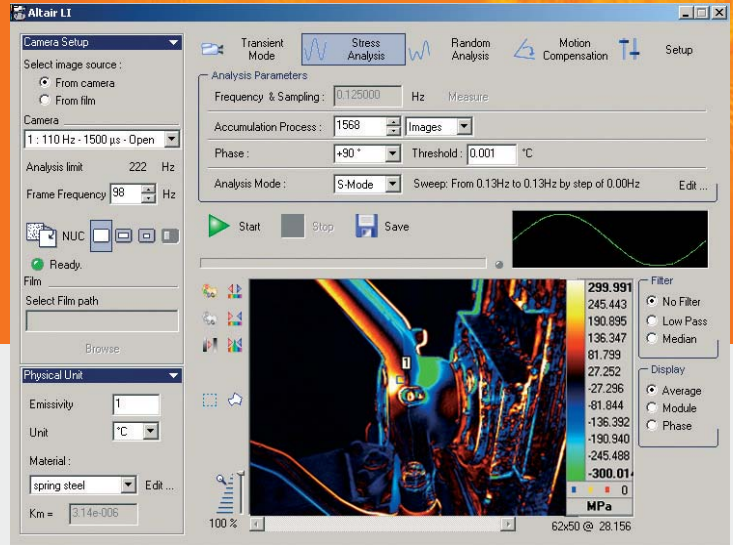 Altair LI
Camera Setup
Select image source :
From camera
From film
Camera
1 : 110 Hz - 1500 µs - Open
Analysis limit 222 Hz
Frame Frequency 98 Hz
NUC
Ready.
Film
Select Film path
Browse
Physical Unit
Emissivity 1
Unit °C
Material :
spring steel Edit ...
Km = 3.14e-006
Transient Mode
Stress Analysis
Random Analysis
Motion Compensation
Setup
Analysis Parameters
Frequency & Sampling : 0.125000 Hz Measure
Accumulation Process : 1568 Images
Phase : +90 ° Threshold : 0.001 °C
Analysis Mode : S-Mode Sweep: From 0.13Hz to 0.13Hz by step of 0.00Hz Edit ...
Start Stop Save
1
0
299.991
245.443
190.895
136.347
81.799
27.252
-27.296
-81.844
-136.392
-190.940
-245.488
-300.01
0
MPa
Filter
No Filter
Low Pass
Median
Display
Average
Module
Phase
100 %
62x50 @ 28.156